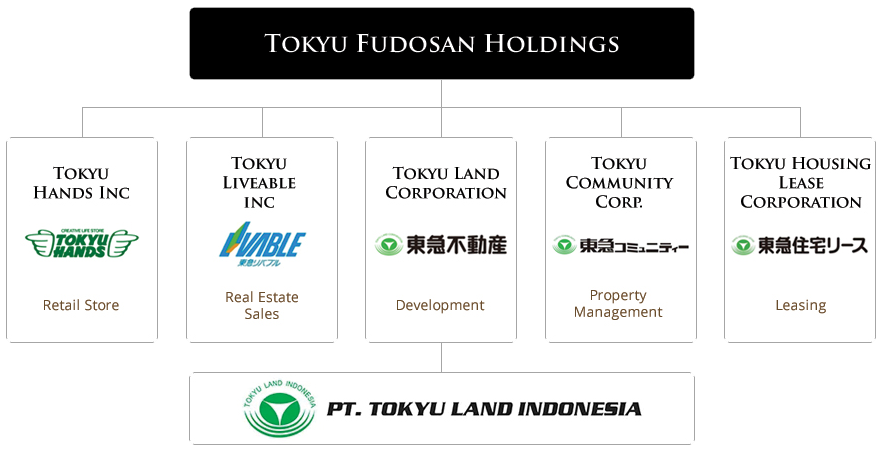 Tokyu Fudosan Holdings
Tokyu
Hands Inc
CREATIVE LIFE STORE
TOKYU
HANDS
Retail Store
Tokyu
Liveable
inc
LIVABLE
東急リバブル
Real Estate
Sales
Tokyu Land
Corporation
東急不動産
Development
Tokyu
Community
Corp.
東急コミュニティー
Property
Management
Tokyu Housing
Lease
Corporation
東急住宅リース
Leasing
TOKYU LAND INDONESIA
PT. TOKYU LAND INDONESIA